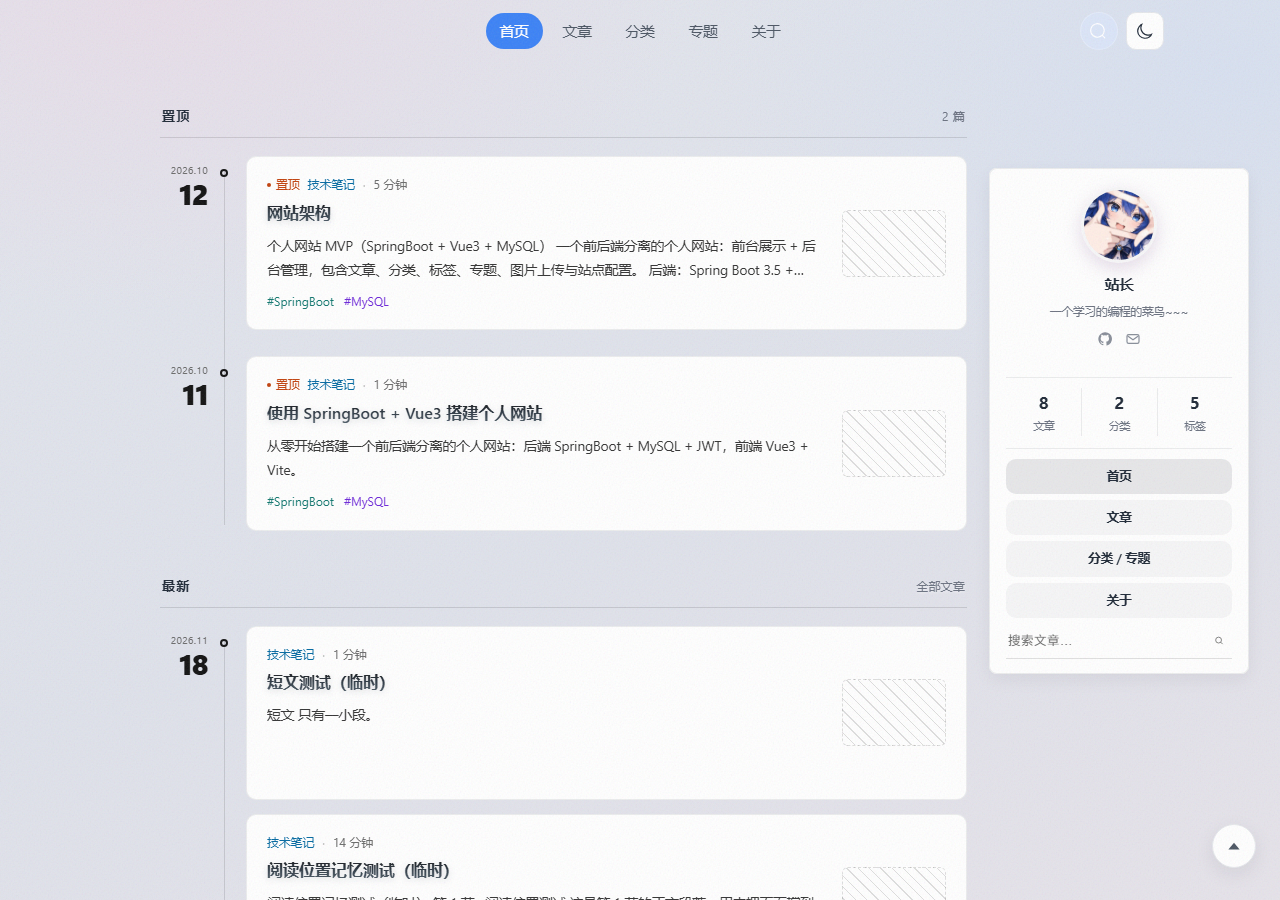 首页 文章 分类 专题 关于
置顶 2 篇
2026.10
12
置顶 技术笔记 · 5 分钟
网站架构
个人网站 MVP（SpringBoot + Vue3 + MySQL） 一个前后端分离的个人网站：前台展示 + 后
台管理，包含文章、分类、标签、专题、图片上传与站点配置。 后端：Spring Boot 3.5 +...
#SpringBoot #MySQL
2026.10
11
置顶 技术笔记 · 1 分钟
使用 SpringBoot + Vue3 搭建个人网站
从零开始搭建一个前后端分离的个人网站：后端 SpringBoot + MySQL + JWT，前端 Vue3 +
Vite。
#SpringBoot #MySQL
最新 全部文章
2026.11
18
技术笔记 · 1 分钟
短文测试（临时）
短文 只有一小段。
技术笔记 · 14 分钟
阅读位置记忆测试（临时）
站长
一个学习的编程的菜鸟~~~
8 2 5
文章 分类 标签
首页
文章
分类 / 专题
关于
搜索文章...